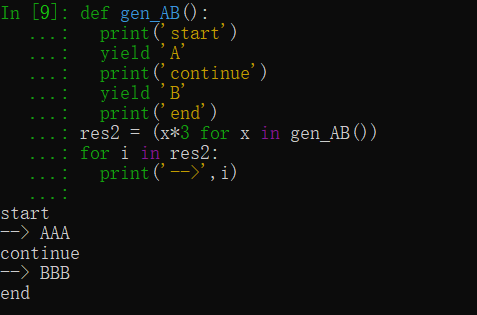 In [9]: def gen_AB():
   ...:   print('start')
   ...:   yield 'A'
   ...:   print('continue')
   ...:   yield 'B'
   ...:   print('end')
   ...: res2 = (x*3 for x in gen_AB())
   ...: for i in res2:
   ...:   print('-->',i)
   ...:
start
--> AAA
continue
--> BBB
end